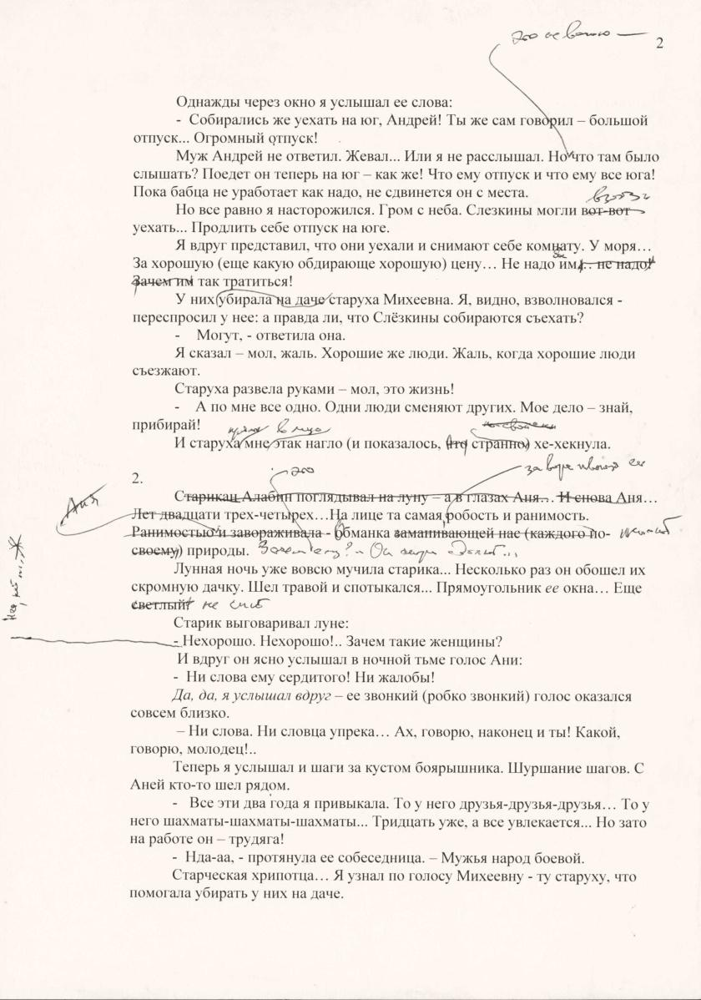 это не важно —
2
Однажды через окно я услышал ее слова:
- Собирались же уехать на юг, Андрей! Ты же сам говорил – большой
отпуск... Огромный отпуск!
Муж Андрей не ответил. Жевал... Или я не расслышал. Но что там было
слышать? Поедет он теперь на юг – как же! Что ему отпуск и что ему все юга!
Пока бабца не уработает как надо, не сдвинется он с места.
Но все равно я насторожился. Гром с неба. Слезкины могли вот-вот
уехать... Продлить себе отпуск на юге.
Я вдруг представил, что они уехали и снимают себе комнату. У моря…
За хорошую (еще какую обдирающе хорошую) цену… Не надо им… не надо!
Зачем им так тратиться!
У них убирала на даче старуха Михеевна. Я, видно, взволновался -
переспросил у нее: а правда ли, что Слёзкины собираются съехать?
- Могут, - ответила она.
Я сказал – мол, жаль. Хорошие же люди. Жаль, когда хорошие люди
съезжают.
Старуха развела руками – мол, это жизнь!
- А по мне все одно. Одни люди сменяют других. Мое дело – знай,
прибирай!
прямо в лицо
И старуха мне этак нагло (и показалось, что странно) хе-хекнула.
2.
это
Старикан Алабин поглядывал на луну – а в глазах Аня... И снова Аня…
Аня
Лет двадцати трех-четырех…На лице та самая робость и ранимость.
Ранимостью и завораживала - Обманка заманивающей нас (каждого по-
своему) природы.
Лунная ночь уже вовсю мучила старика... Несколько раз он обошел их
скромную дачку. Шел травой и спотыкался... Прямоугольник ее окна… Еще
светлый! не спит
Старик выговаривал луне:
- Нехорошо. Нехорошо!.. Зачем такие женщины?
И вдруг он ясно услышал в ночной тьме голос Ани:
- Ни слова ему сердитого! Ни жалобы!
Да, да, я услышал вдруг – ее звонкий (робко звонкий) голос оказался
совсем близко.
– Ни слова. Ни словца упрека… Ах, говорю, наконец и ты! Какой,
говорю, молодец!..
Теперь я услышал и шаги за кустом боярышника. Шуршание шагов. С
Аней кто-то шел рядом.
- Все эти два года я привыкала. То у него друзья-друзья-друзья… То у
него шахматы-шахматы-шахматы... Тридцать уже, а все увлекается... Но зато
на работе он – трудяга!
- Нда-аа, - протянула ее собеседница. – Мужья народ боевой.
Старческая хрипотца… Я узнал по голосу Михеевну - ту старуху, что
помогала убирать у них на даче.